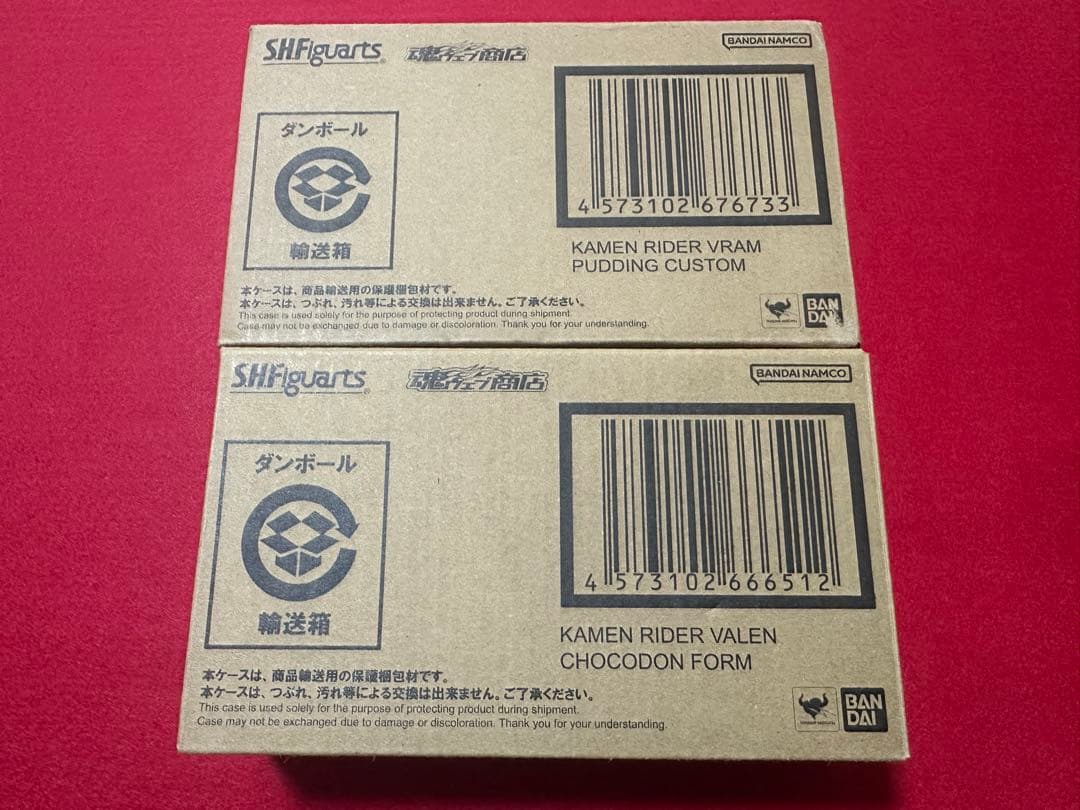 S.H.Figuarts
魂ウェブ商店
BANDAI NAMCO
ダンボール
輸送箱
4 573102 676733
KAMEN RIDER VRAM
PUDDING CUSTOM
本ケースは、商品輸送用の保護梱包材です。
本ケースは、つぶれ、汚れ等による交換は出来ません。ご了承ください。
This case is used solely for the purpose of protecting product during shipment.
Case may not be exchanged due to damage or discoloration. Thank you for your understanding.
BAN
DAI
S.H.Figuarts
魂ウェブ商店
BANDAI NAMCO
ダンボール
輸送箱
4 573102 666512
KAMEN RIDER VALEN
CHOCODON FORM
本ケースは、商品輸送用の保護梱包材です。
本ケースは、つぶれ、汚れ等による交換は出来ません。ご了承ください。
This case is used solely for the purpose of protecting product during shipment.
Case may not be exchanged due to damage or discoloration. Thank you for your understanding.
BAN
DAI